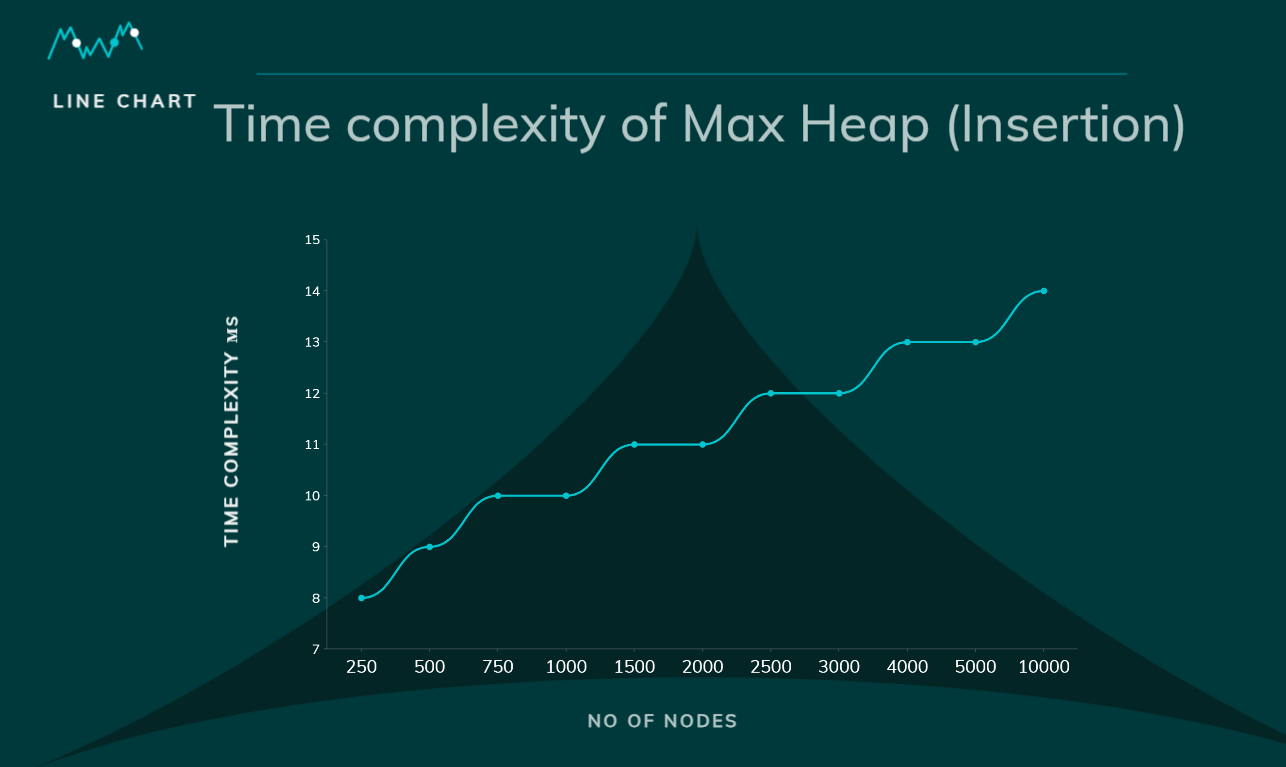 LINE CHART
Time complexity of Max Heap (Insertion)
TIME COMPLEXITY MS
15
14
13
12
11
10
9
8
7
250 500 750 1000 1500 2000 2500 3000 4000 5000 10000
NO OF NODES